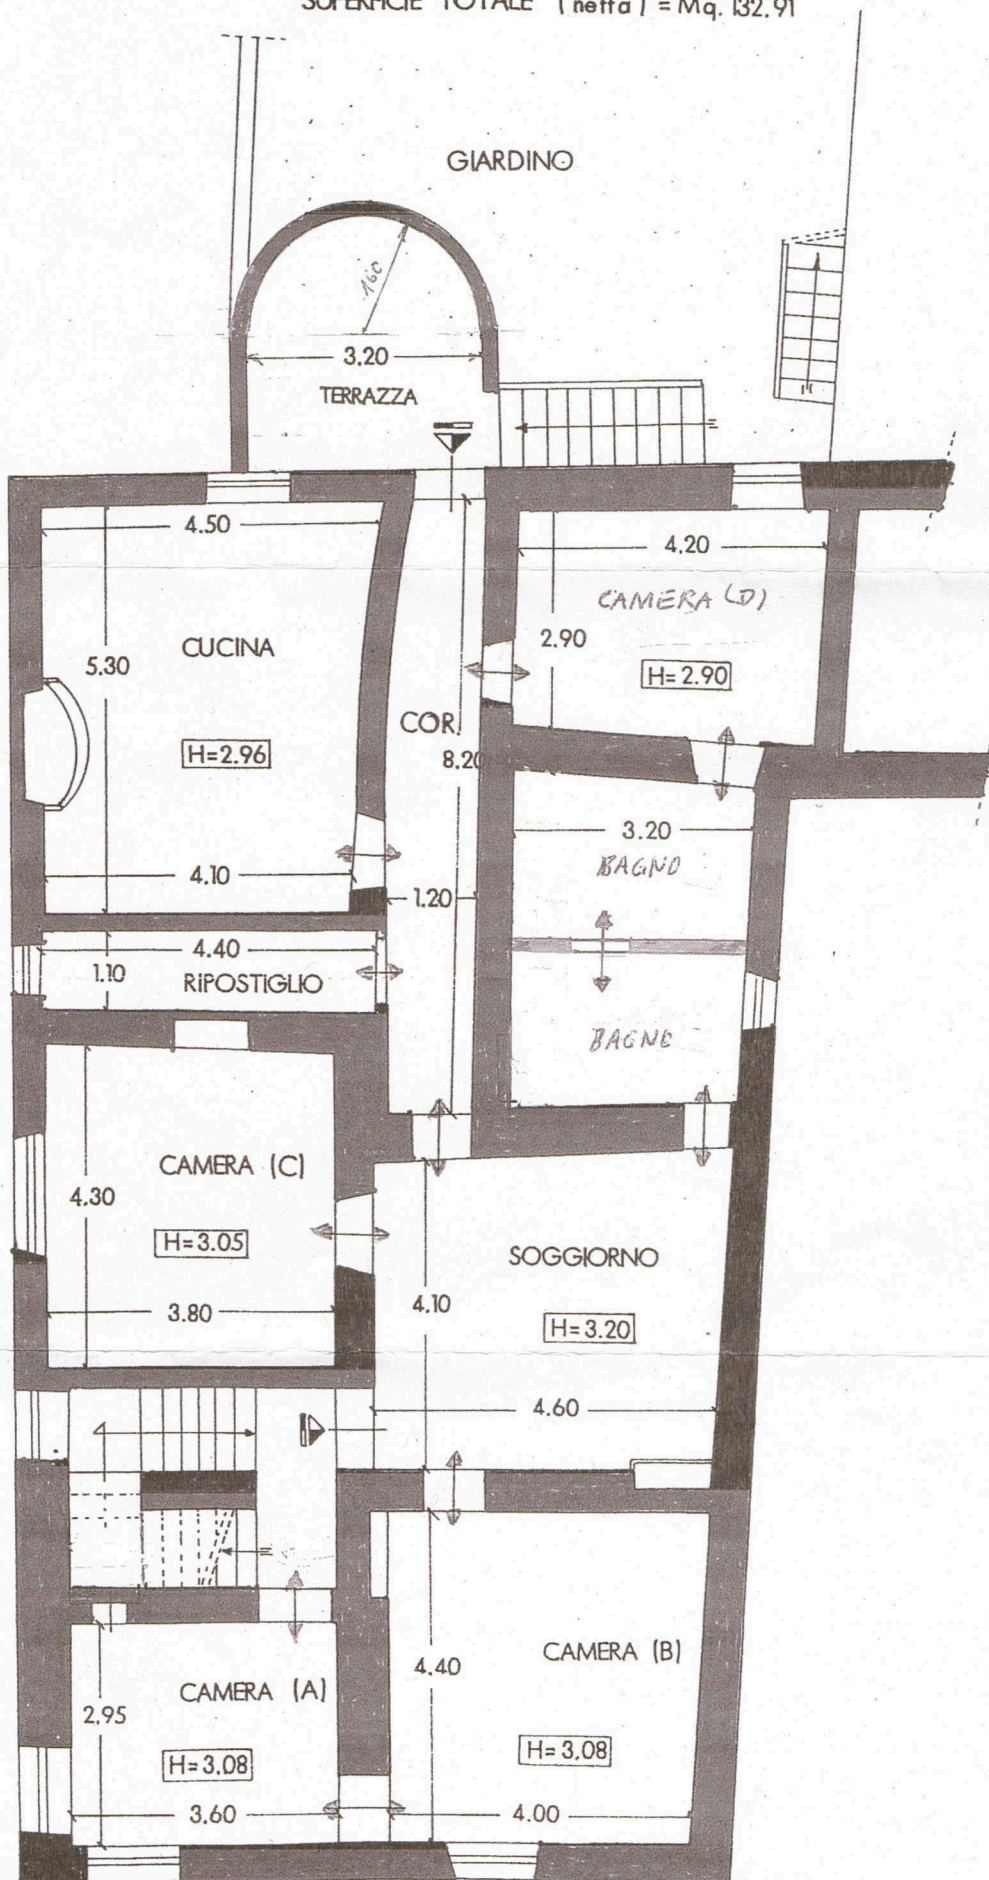 SUPERFICIE TOTALE (netta) = Mq. 132.91
GIARDINO
160
3.20
TERRAZZA
4.50
4.20
CAMERA (D)
2.90
CUCINA
5.30
H=2.90
COR.
H=2.96
8.20
3.20
BAGNO
4.10
1.20
4.40
1.10
RIPOSTIGLIO
BAGNO
CAMERA (C)
4.30
SOGGIORNO
H=3.05
4.10
3.80
H=3.20
4.60
CAMERA (B)
4.40
CAMERA (A)
2.95
H=3.08
H=3.08
3.60
4.00